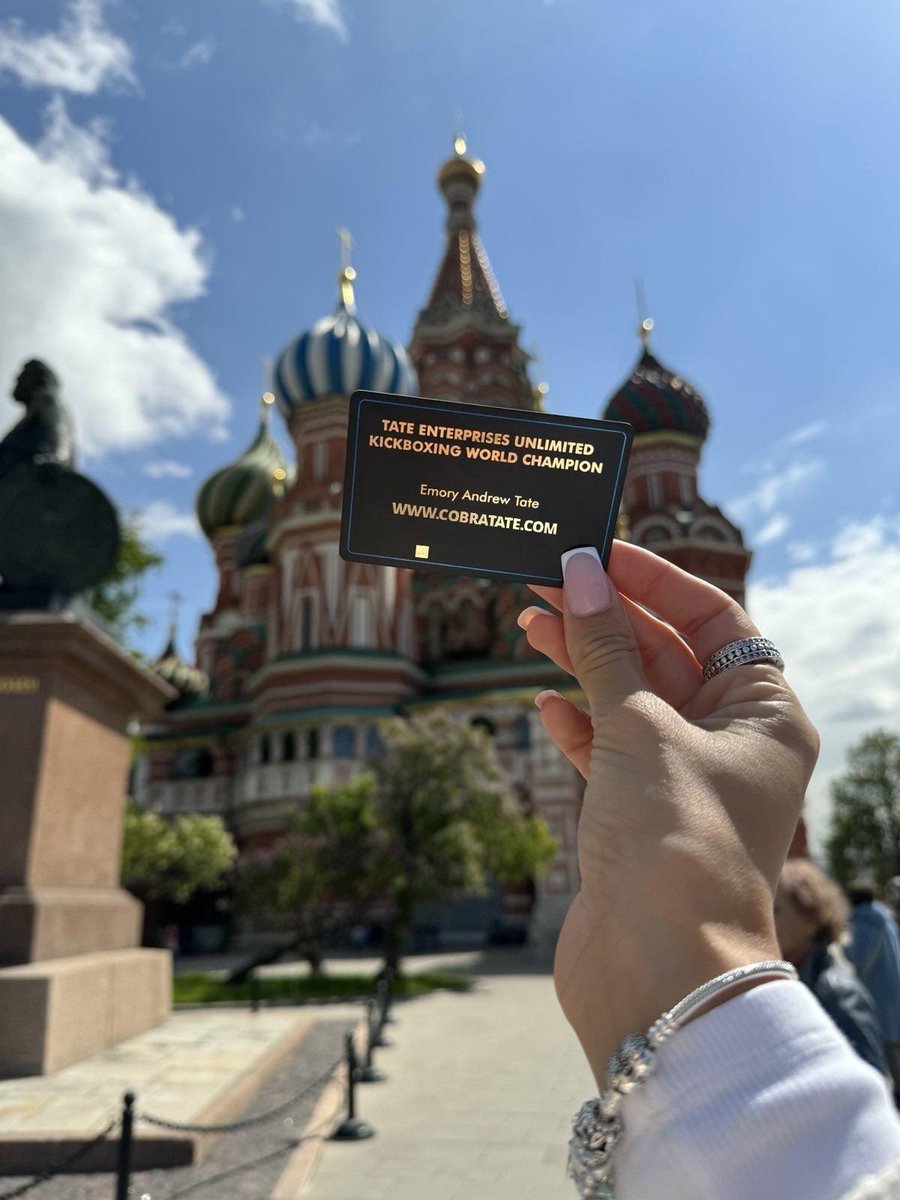 TATE ENTERPRISES UNLIMITED
KICKBOXING WORLD CHAMPION
Emory Andrew Tate
WWW.COBRATATE.COM